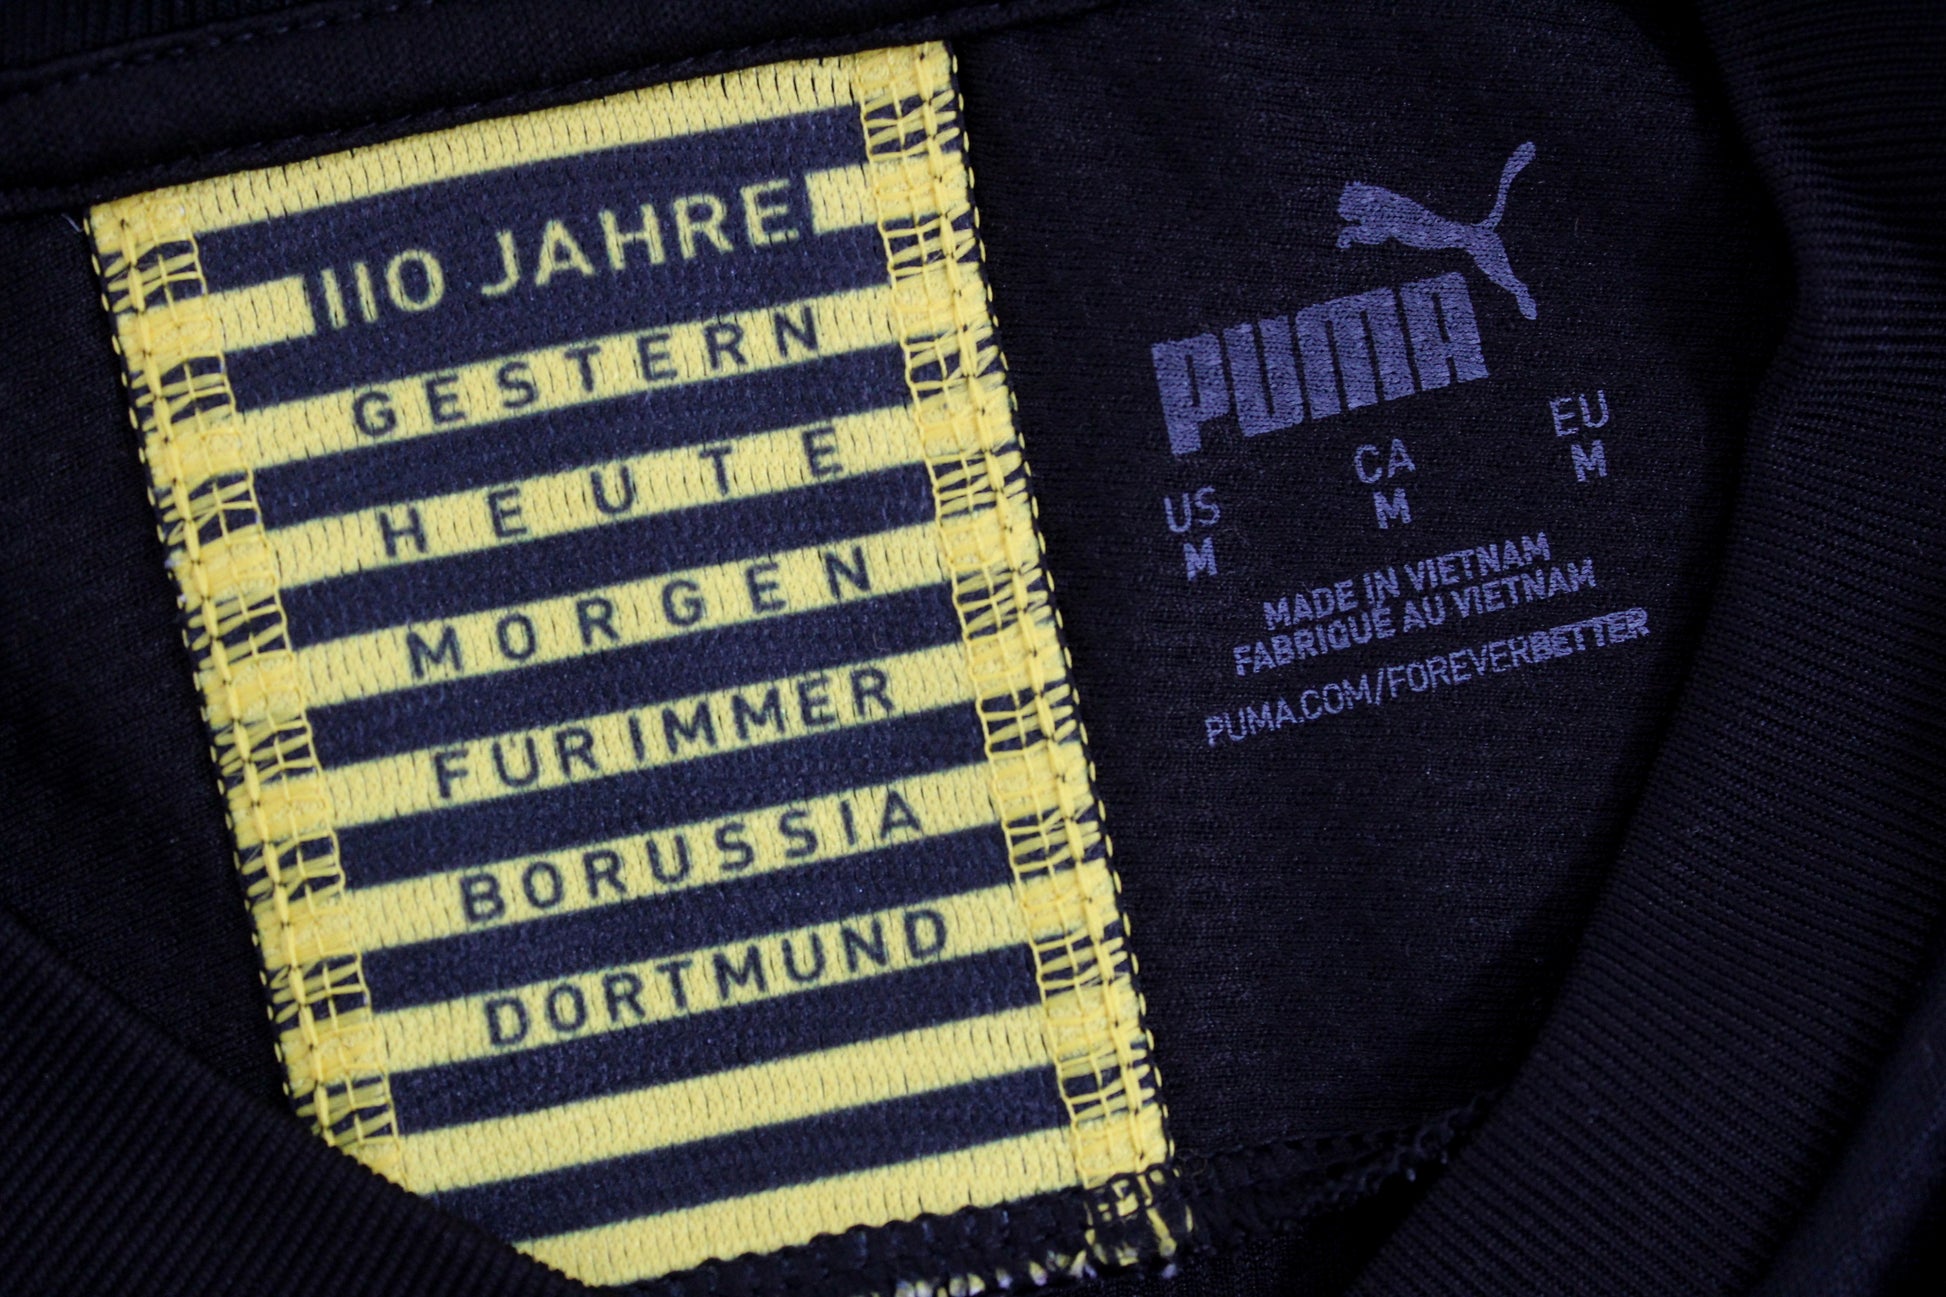 110 JAHRE
GESTERN
HEUTE
MORGEN
FÜR IMMER
BORUSSIA
DORTMUND
PUMA
US CA EU
M M M
MADE IN VIETNAM
FABRIQUÉ AU VIETNAM
PUMA.COM/FOREVERBETTER